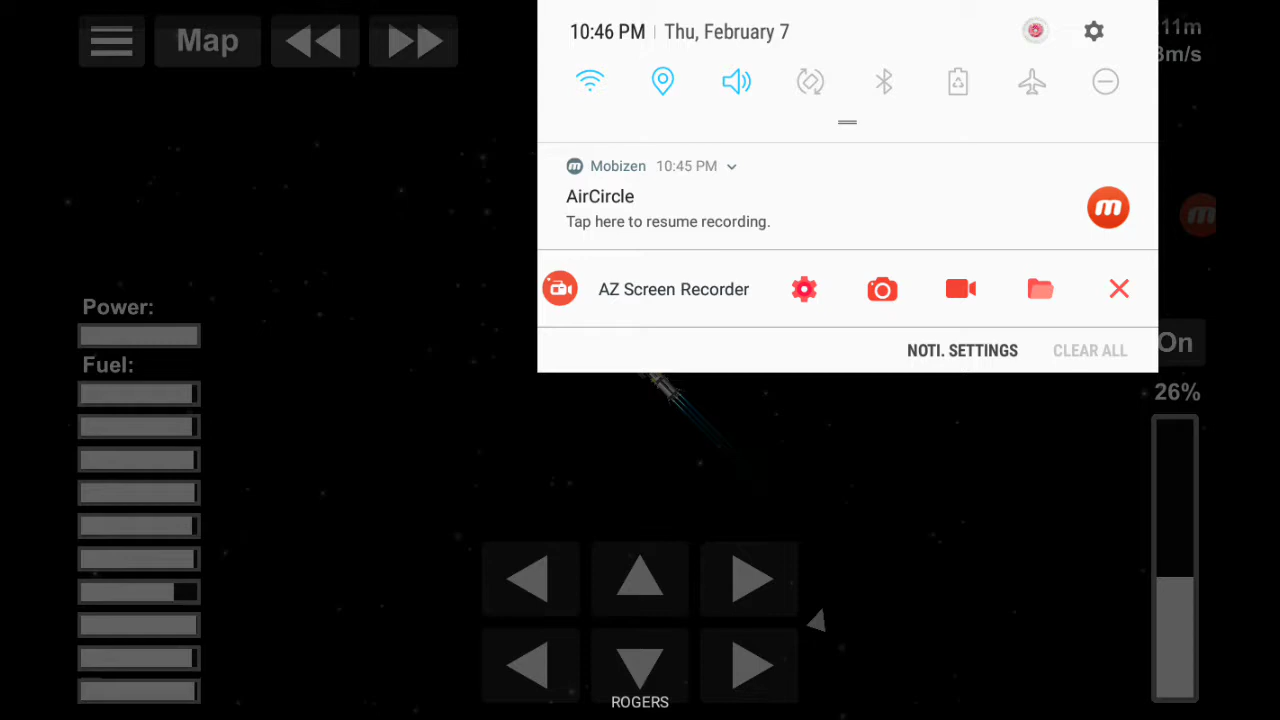 Map
10:46 PM | Thu, February 7
11m
3m/s
Mobizen 10:45 PM
AirCircle
Tap here to resume recording.
AZ Screen Recorder
NOTI. SETTINGS CLEAR ALL
Power:
Fuel:
On
26%
ROGERS